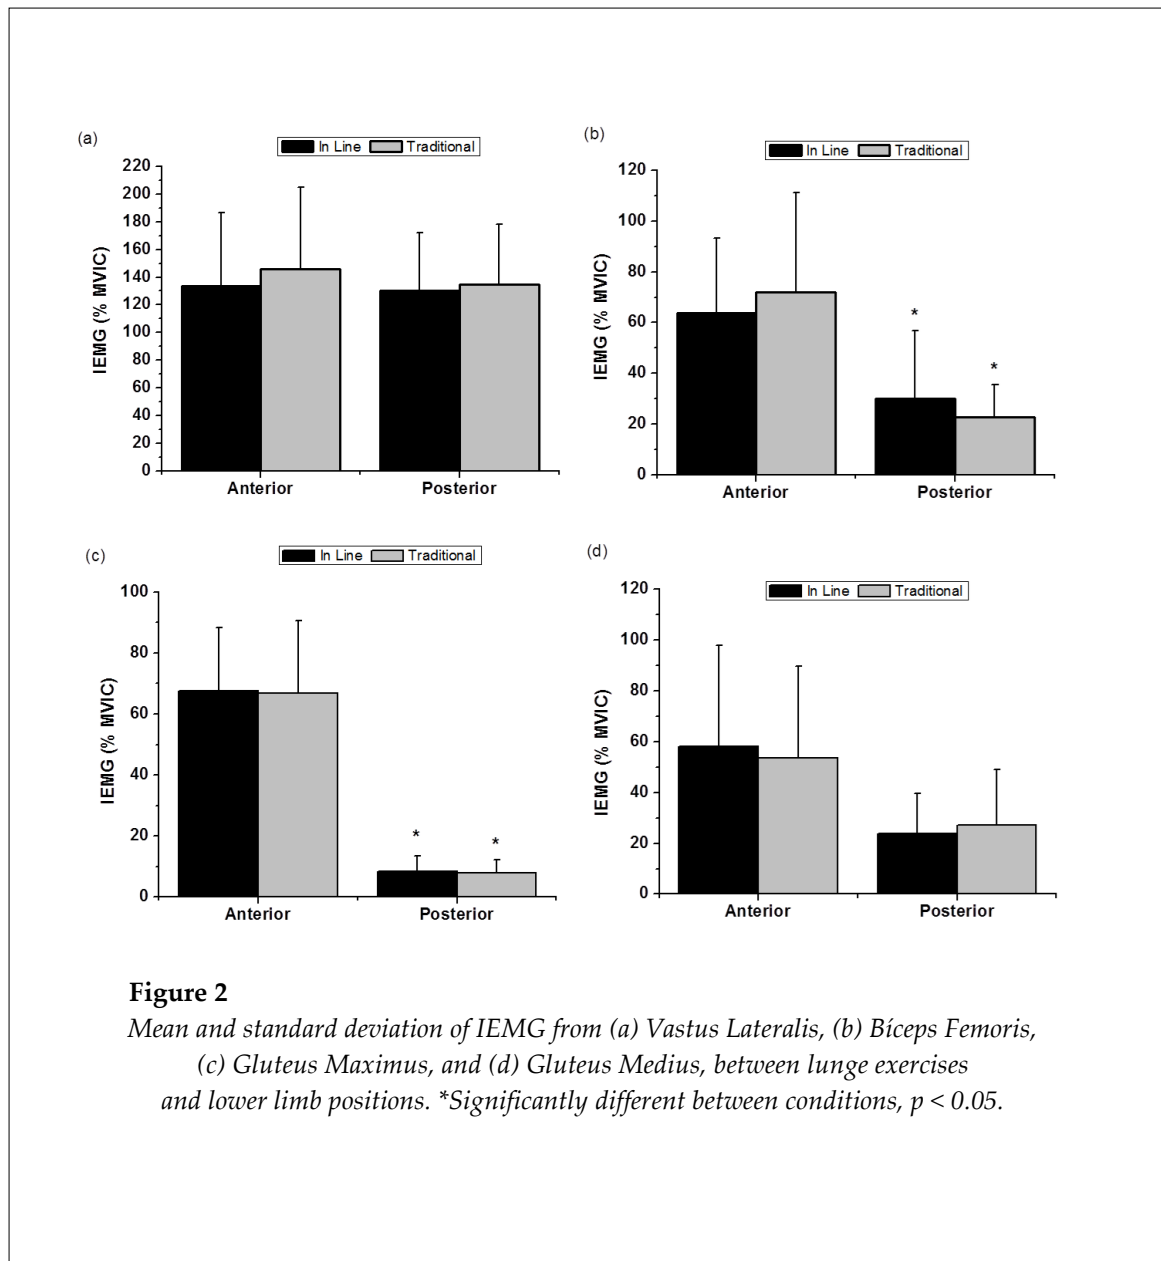 (a)
In Line Traditional
220
200
180
160
140
120
100
80
60
40
20
0
IEMG (% MVIC)
Anterior Posterior
(b)
In Line Traditional
120
100
80
60
40
20
0
IEMG (% MVIC)
*
*
Anterior Posterior
(c)
In Line Traditional
100
80
60
40
20
0
IEMG (% MVIC)
* *
Anterior Posterior
(d)
In Line Traditional
120
100
80
60
40
20
0
IEMG (% MVIC)
Anterior Posterior
Figure 2
Mean and standard deviation of IEMG from (a) Vastus Lateralis, (b) Bíceps Femoris,
(c) Gluteus Maximus, and (d) Gluteus Medius, between lunge exercises
and lower limb positions. *Significantly different between conditions, p < 0.05.